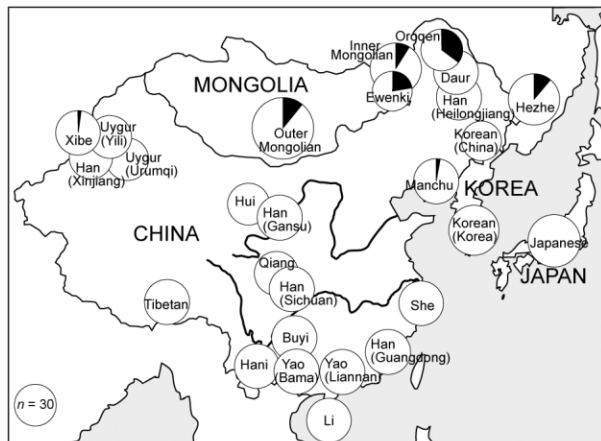 Oroqen
Inner
Mongolian
MONGOLIA
Daur
Ewenki
Han
(Heilongjiang)
Hezhe
Outer
Mongolian
Xibe
Uygur
(Yili)
Uygur
(Urumqi)
Han
(Xinjiang)
Korean
(China)
Manchu
KOREA
Hui
Han
(Gansu)
Korean
(Korea)
Japanese
JAPAN
CHINA
Qiang
Han
(Sichuan)
Tibetan
She
Buyi
Han
(Guangdong)
Hani
Yao
(Bama)
Yao
(Liannan)
n = 30
Li